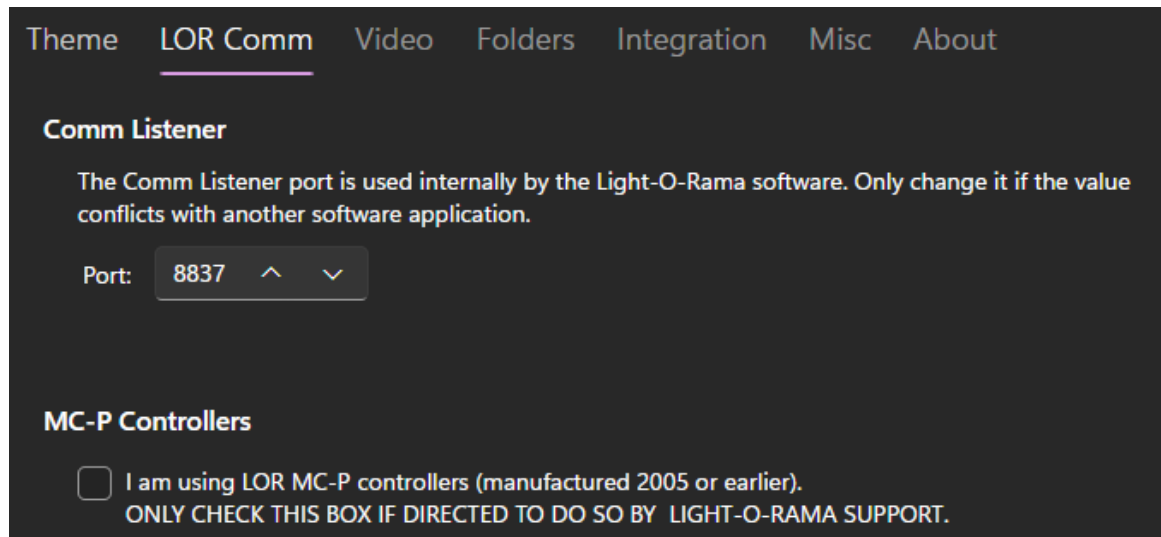 Theme LOR Comm Video Folders Integration Misc About
Comm Listener
The Comm Listener port is used internally by the Light-O-Rama software. Only change it if the value
conflicts with another software application.
Port: 8837
MC-P Controllers
I am using LOR MC-P controllers (manufactured 2005 or earlier).
ONLY CHECK THIS BOX IF DIRECTED TO DO SO BY  LIGHT-O-RAMA SUPPORT.